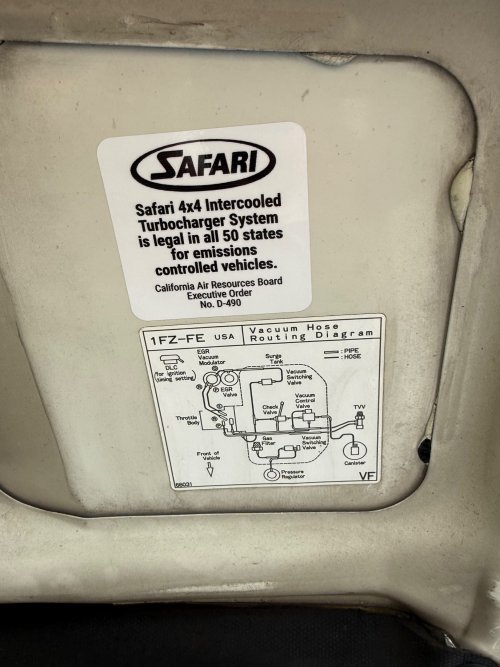 SAFARI
Safari 4x4 Intercooled
Turbocharger System
is legal in all 50 states
for emissions
controlled vehicles.
California Air Resources Board
Executive Order
No. D-490
1FZ-FE USA
Vacuum Hose
Routing Diagram
: PIPE
: HOSE
DLC
(for ignition
timing setting)
EGR
Vacuum
Modulator
EGR
Valve
Surge
Tank
Vacuum
Switching
Valve
Vacuum
Control
Valve
Check
Valve
TVV
Throttle
Body
Gas
Filter
Vacuum
Switching
Valve
Canister
Front of
Vehicle
Pressure
Regulator
VF